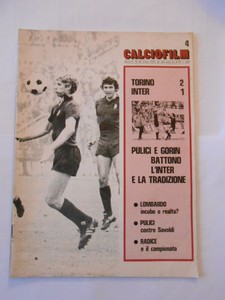 4
CALCIOFILM
TORINO 2
INTER 1
PULICI E GORIN
BATTONO
L'INTER
E LA TRADIZIONE
● LOMBARDO
incubo o realtà?
● PULICI
contro Savoldi
● RADICE
e il campionato